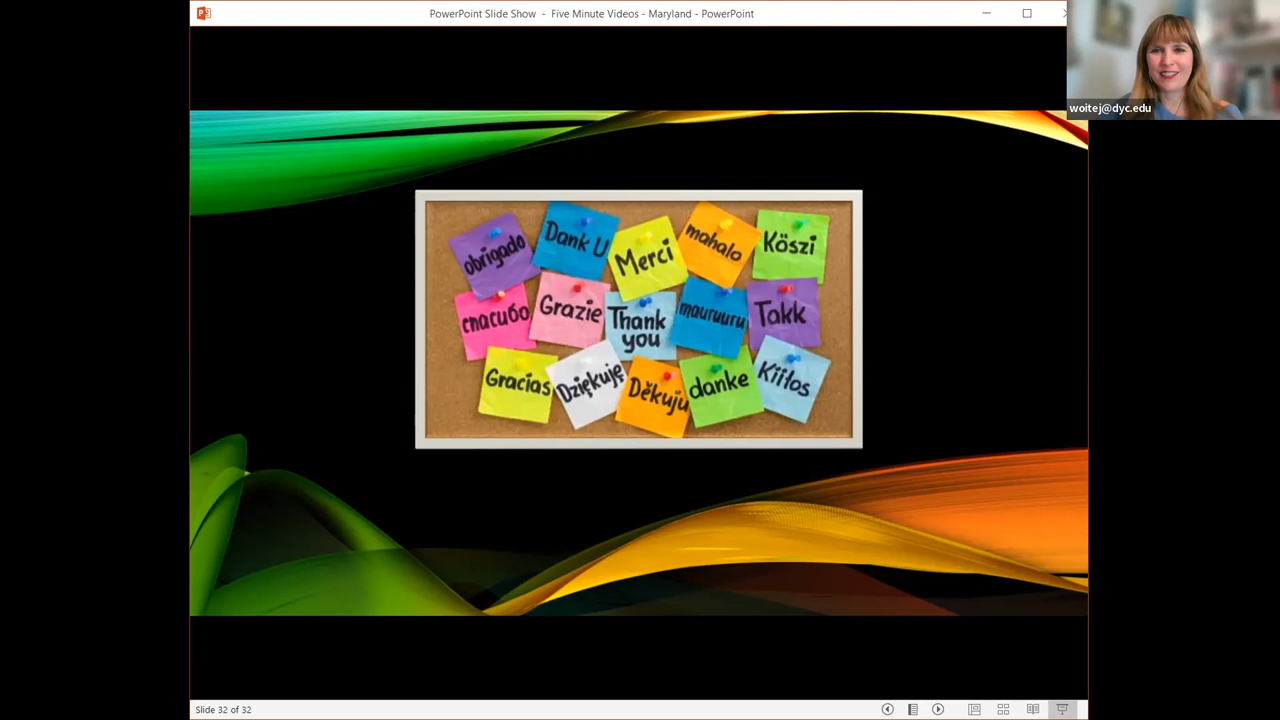 PowerPoint Slide Show - Five Minute Videos - Maryland - PowerPoint
woitej@dyc.edu
obrigado
Dank U
Merci
mahalo
Köszi
спасибо
Grazie
Thank
you
mauruuru
Takk
Gracias
Dziękuję
Děkuju
danke
Kiitos
Slide 32 of 32